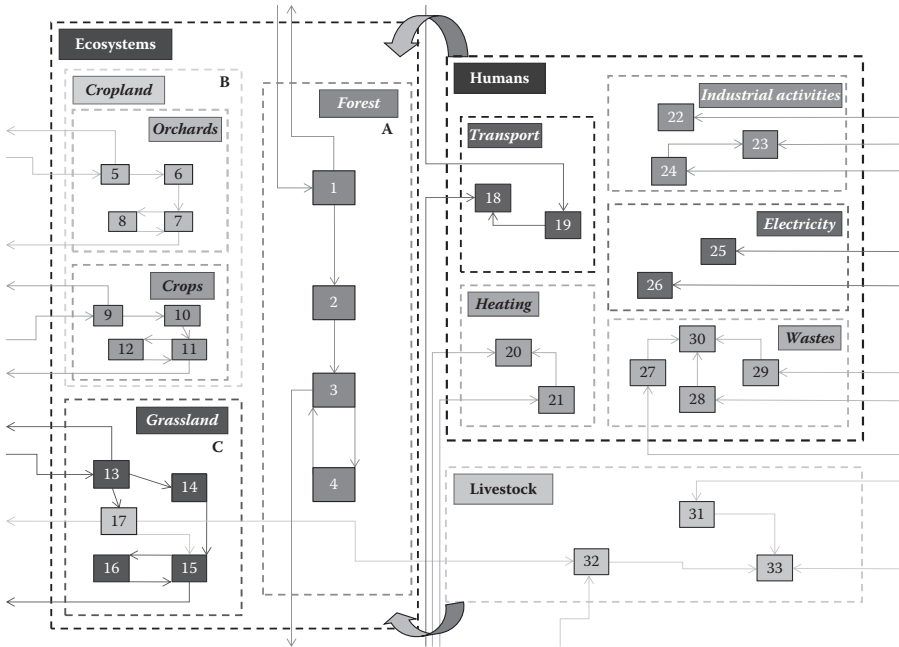 Ecosystems
B
Cropland
Orchards
5
6
8
7
Crops
9
10
12
11
Grassland
C
13
14
17
16
15
Forest
A
1
2
3
4
Humans
Transport
18
19
Heating
20
21
Industrial activities
22
23
24
Electricity
25
26
Wastes
30
27
29
28
Livestock
31
32
33